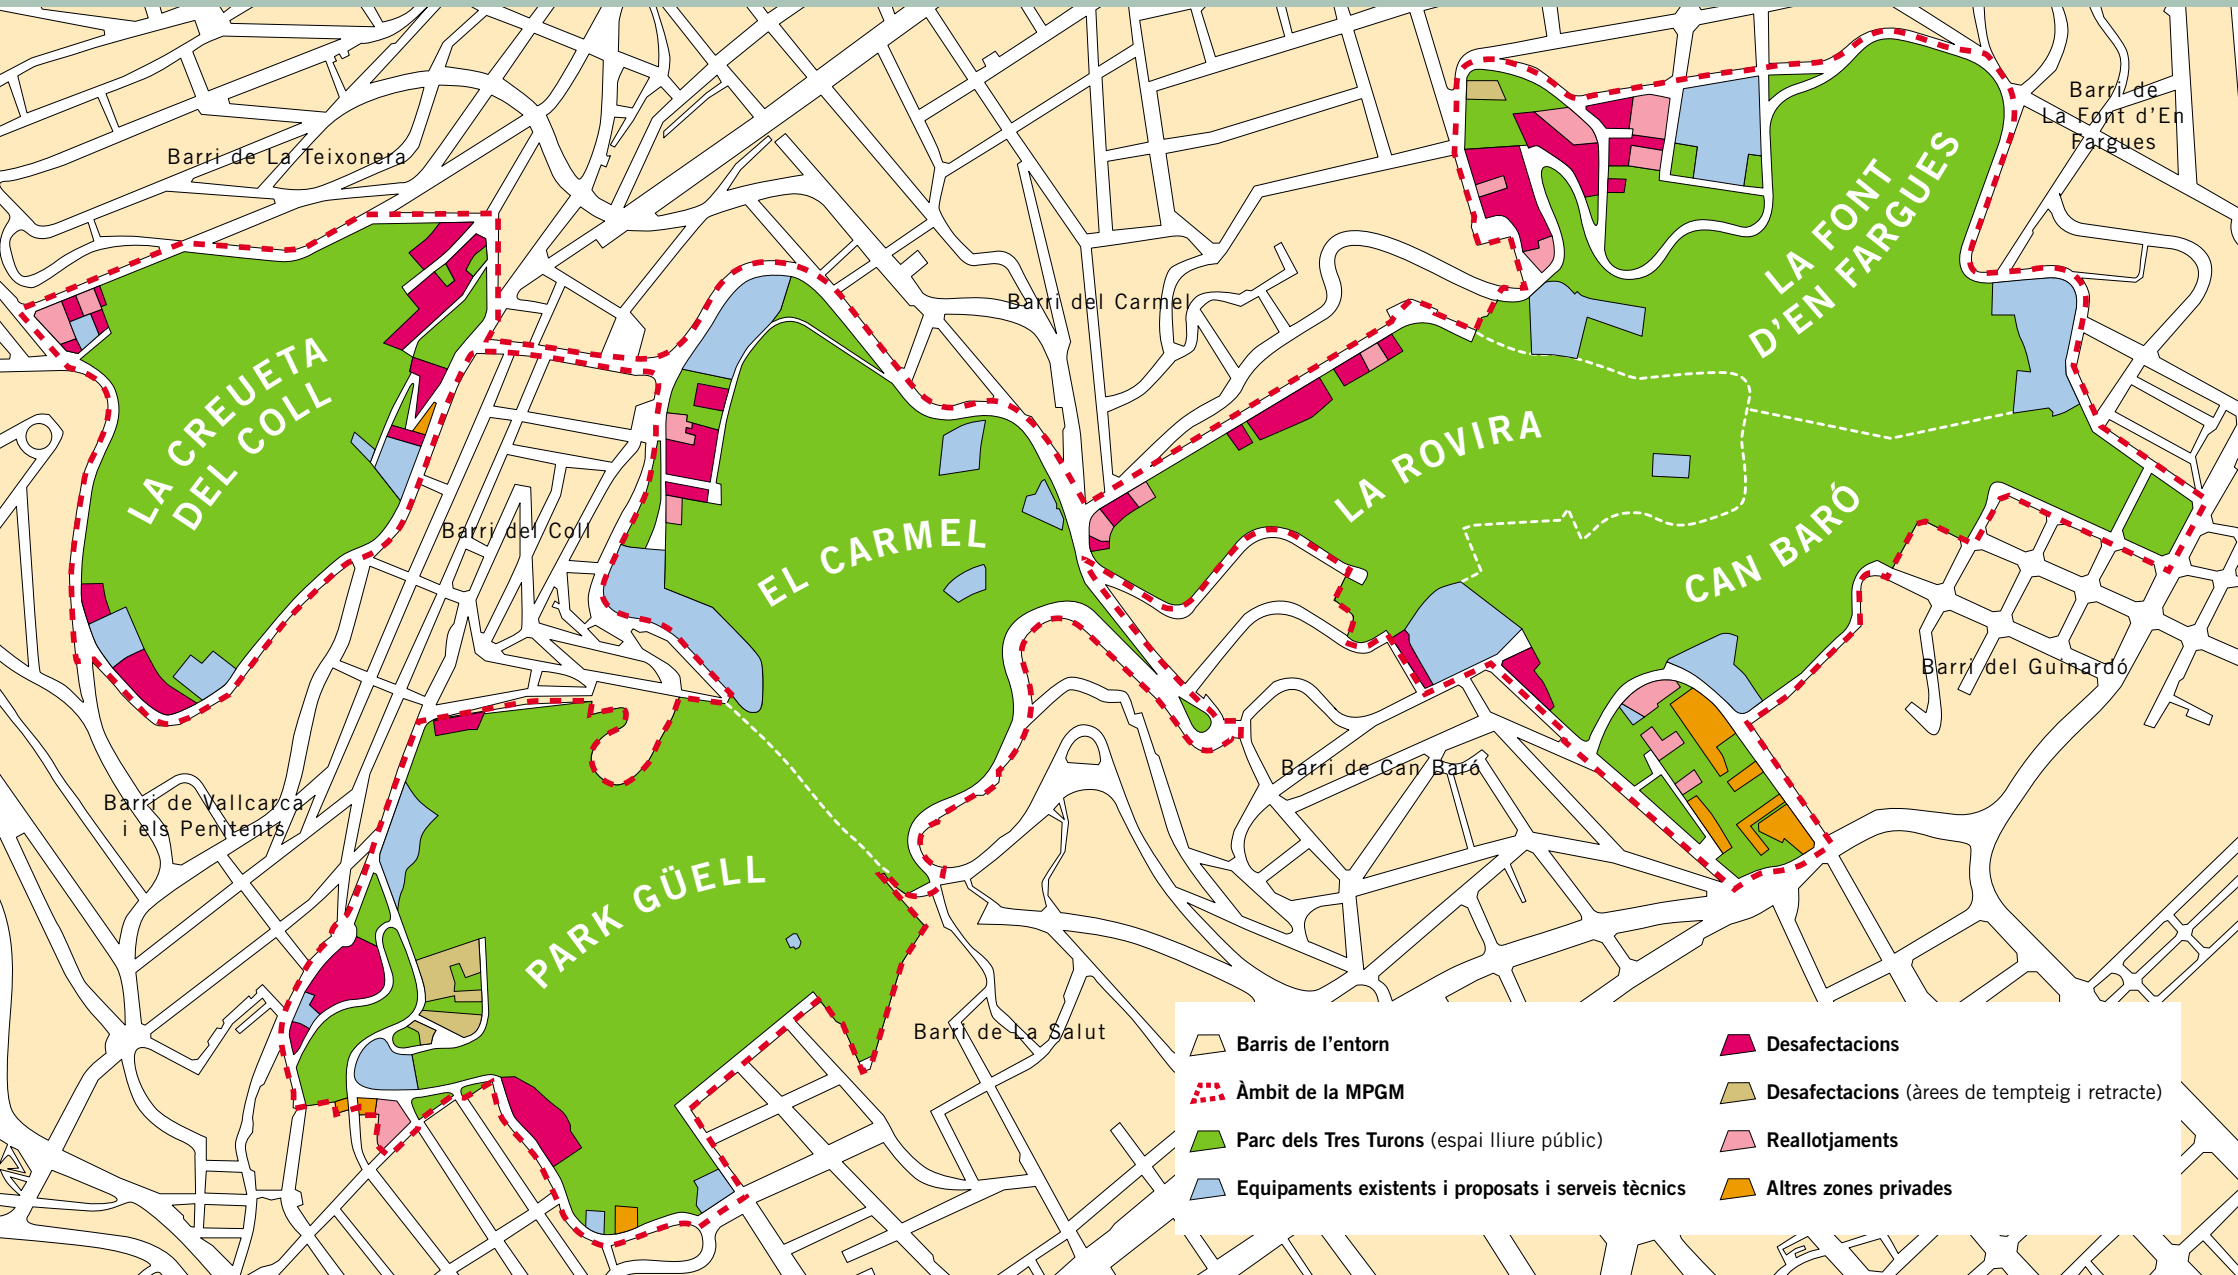 Barri de La Teixonera
Barri de
La Font d'En
Fargues
LA FONT
D'EN FARGUES
Barri del Carmel
LA CREUETA
DEL COLL
LA ROVIRA
Barri del Coll
EL CARMEL
CAN BARÓ
Barri del Guinardó
Barri de Can Baró
Barri de Vallcarca
i els Penitents
PARK GÜELL
Barri de La Salut
Barris de l'entorn
Àmbit de la MPGM
Parc dels Tres Turons (espai lliure públic)
Equipaments existents i proposats i serveis tècnics
Desafectacions
Desafectacions (àrees de tempteig i retracte)
Reallotjaments
Altres zones privades